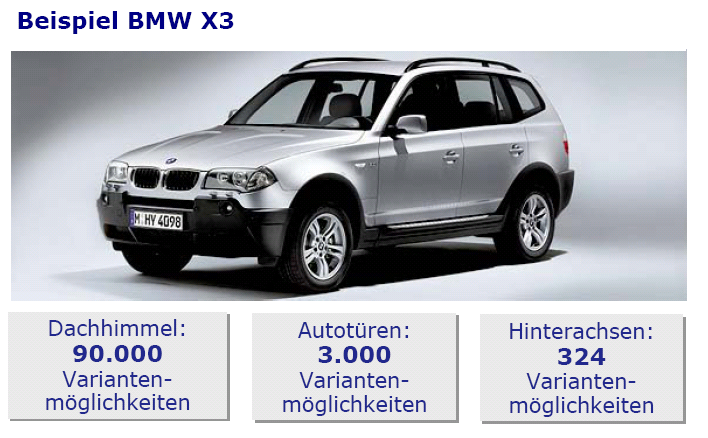 Beispiel BMW X3
M HY 4098
Dachhimmel:
90.000
Varianten-
möglichkeiten
Autotüren:
3.000
Varianten-
möglichkeiten
Hinterachsen:
324
Varianten-
möglichkeiten